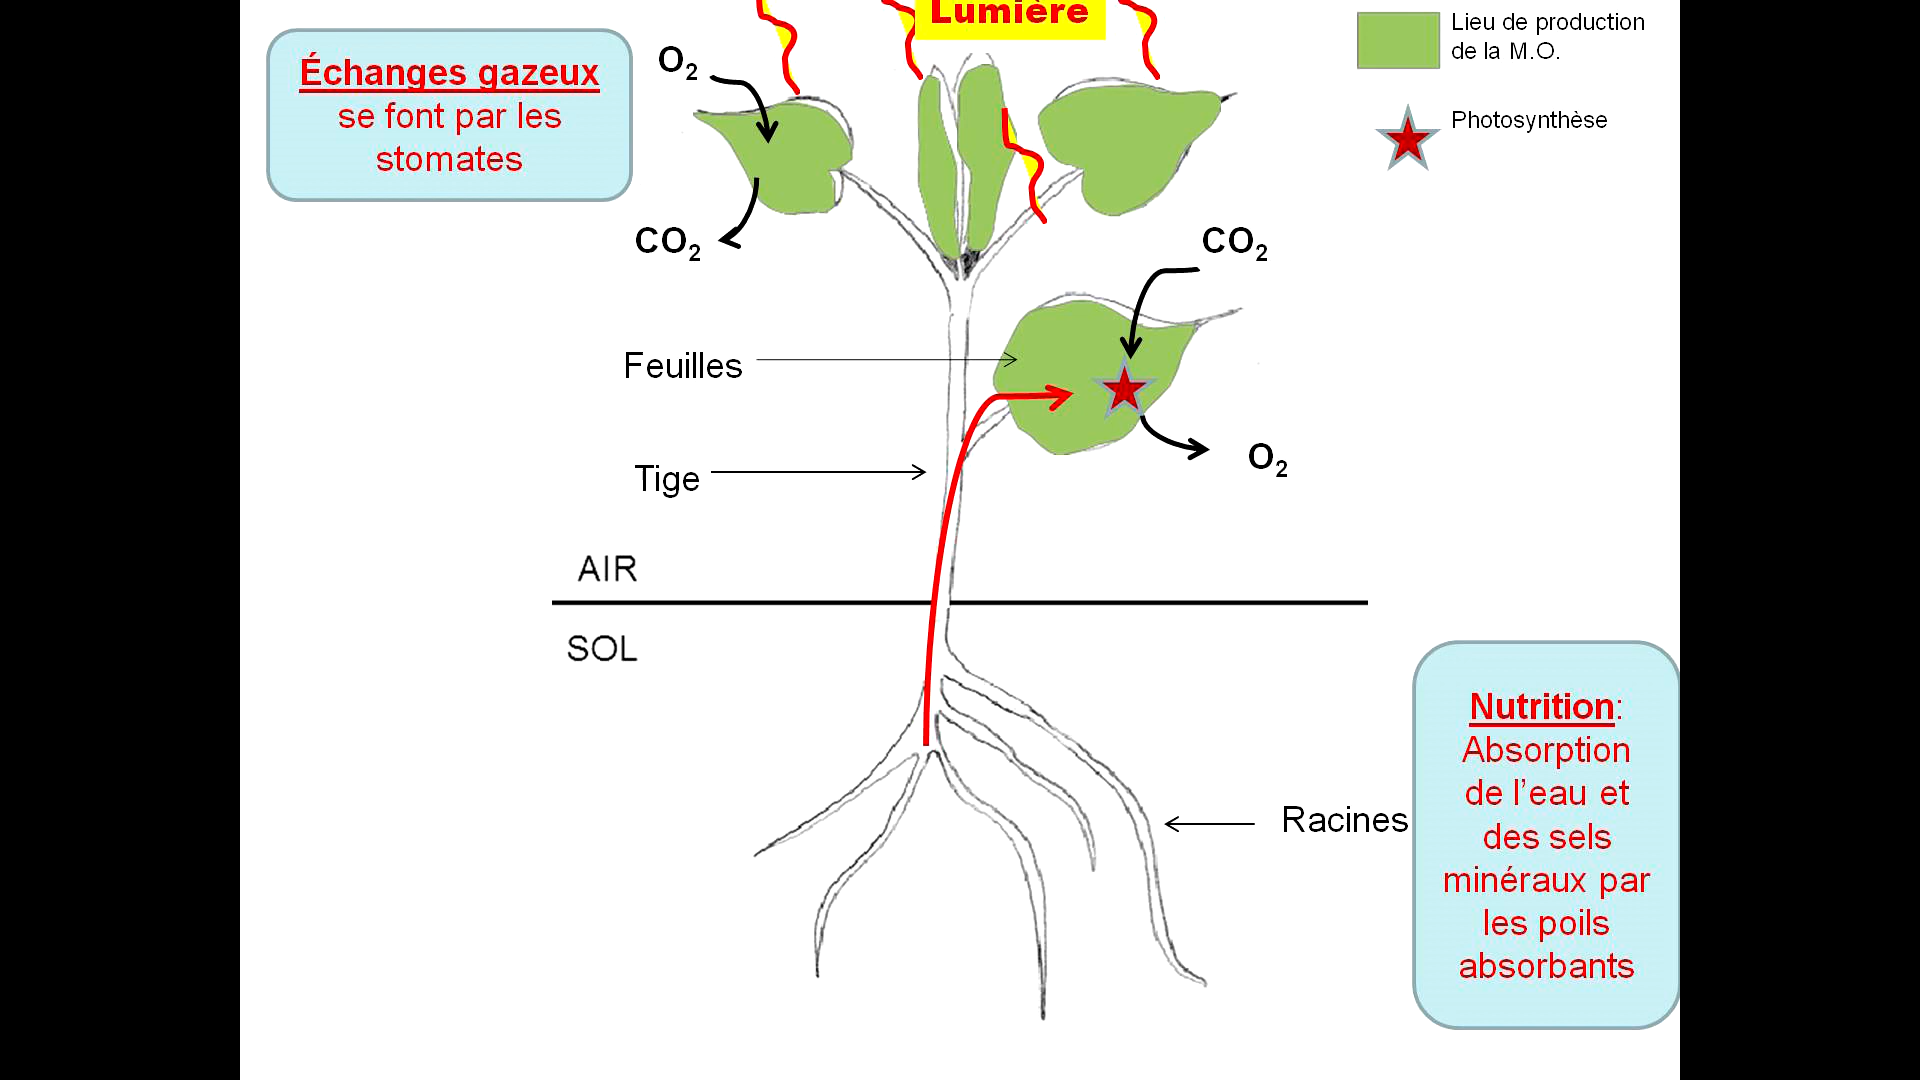 Lumière
Échanges gazeux
se font par les
stomates
O2
CO2
Lieu de production
de la M.O.
Photosynthèse
CO2
Feuilles
O2
Tige
AIR
SOL
Racines
Nutrition:
Absorption
de l’eau et
des sels
minéraux par
les poils
absorbants